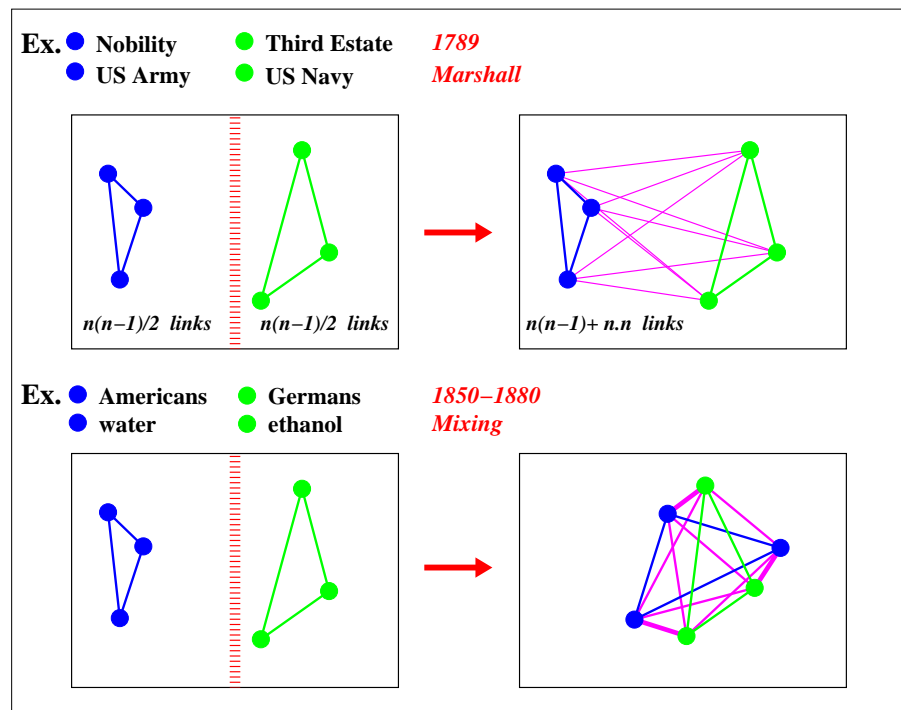 Ex. Nobility Third Estate 1789
US Army US Navy Marshall
n(n−1)/2 links n(n−1)/2 links n(n−1)+ n.n links
Ex. Americans Germans 1850−1880
water ethanol Mixing